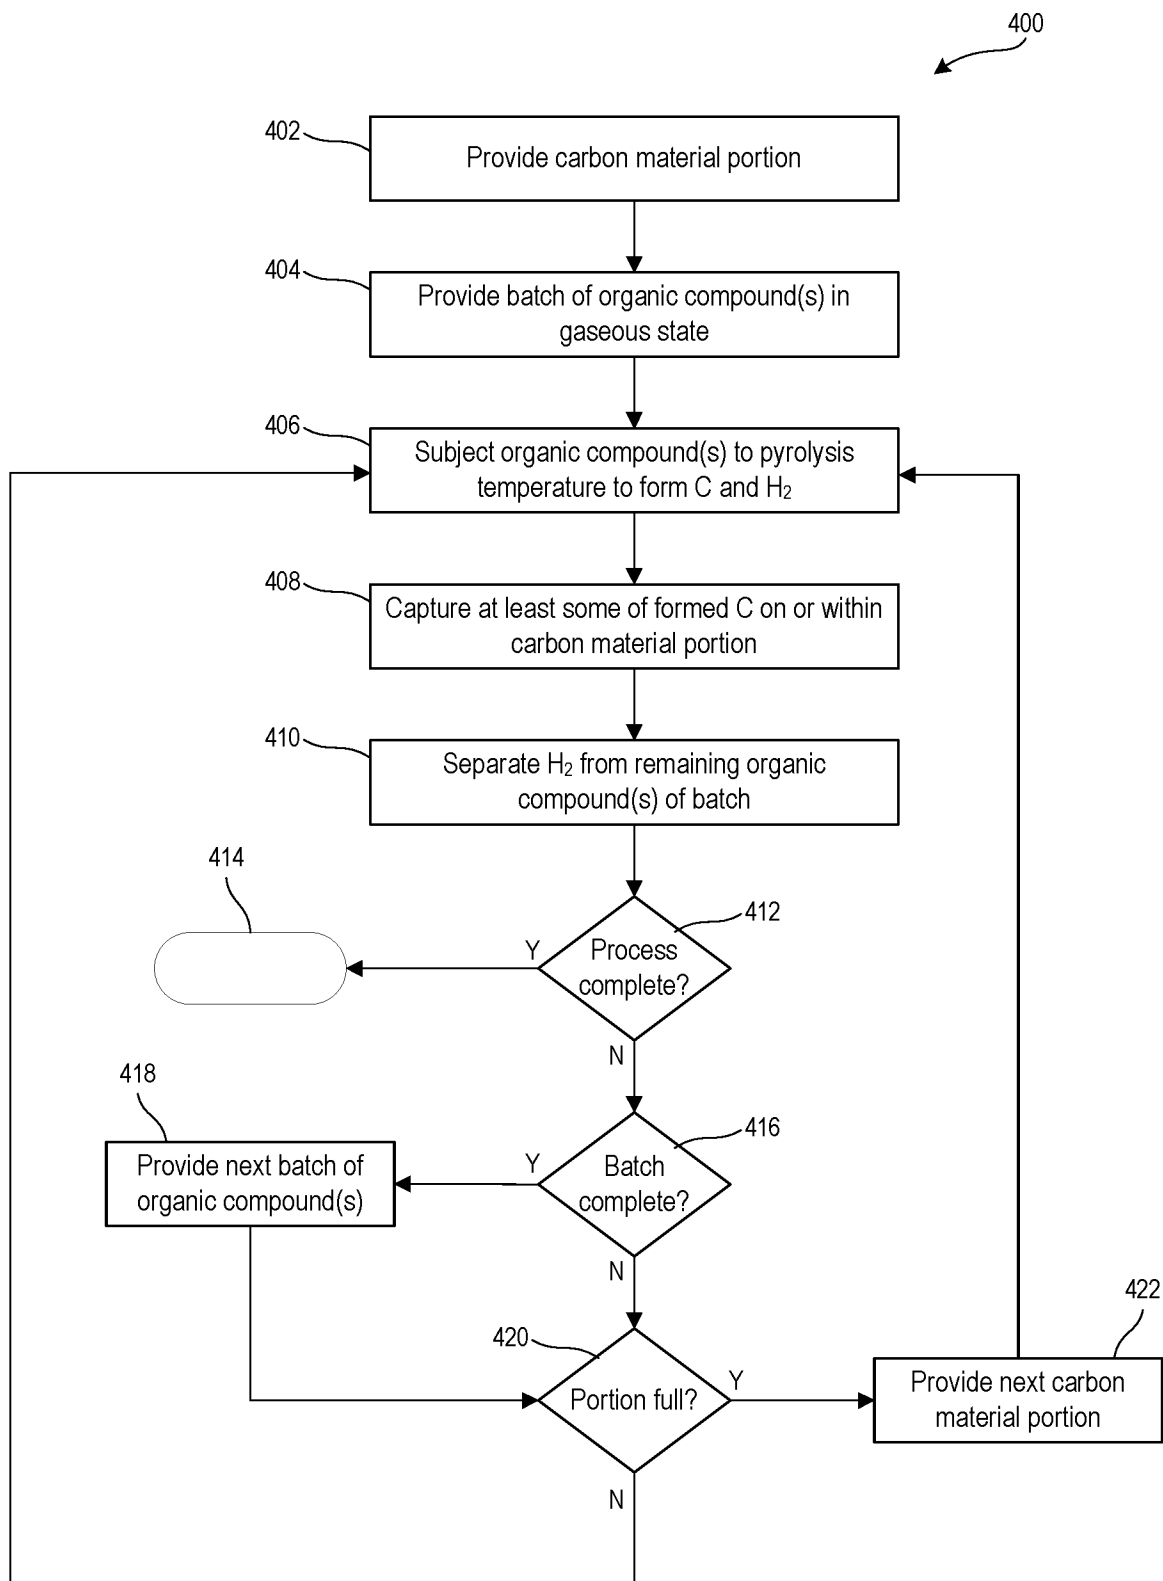 400
402
Provide carbon material portion
404
Provide batch of organic compound(s) in
gaseous state
406
Subject organic compound(s) to pyrolysis
temperature to form C and H₂
408
Capture at least some of formed C on or within
carbon material portion
410
Separate H₂ from remaining organic
compound(s) of batch
414
412
Y
Process
complete?
N
418
416
Provide next batch of
organic compound(s)
Y
Batch
complete?
N
422
420
Portion full?
Y
Provide next carbon
material portion
N